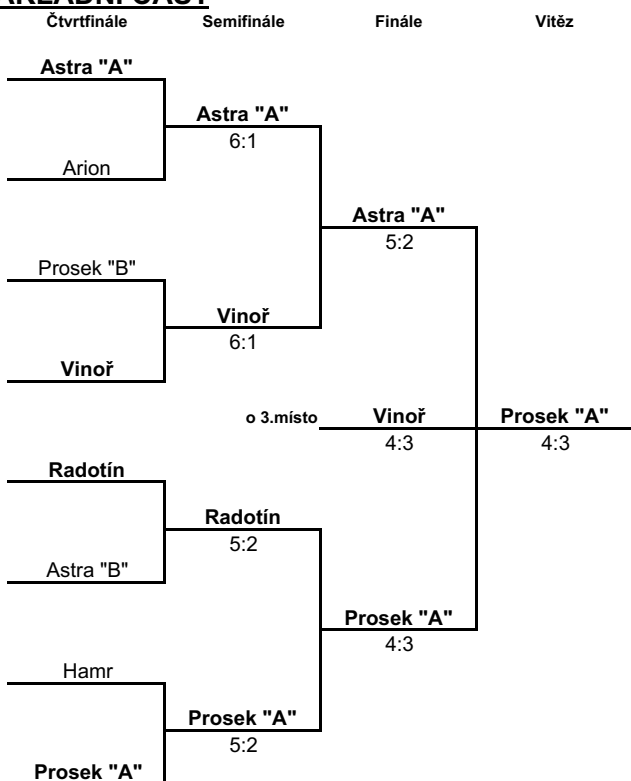 Čtvrtfinále Semifinále Finále Vitěz
Astra "A"
Astra "A"
6:1
Arion
Astra "A"
5:2
Prosek "B"
Vinoř
6:1
Vinoř
o 3.místo Vinoř Prosek "A"
4:3 4:3
Radotín
Radotín
5:2
Astra "B"
Prosek "A"
4:3
Hamr
Prosek "A"
5:2
Prosek "A"